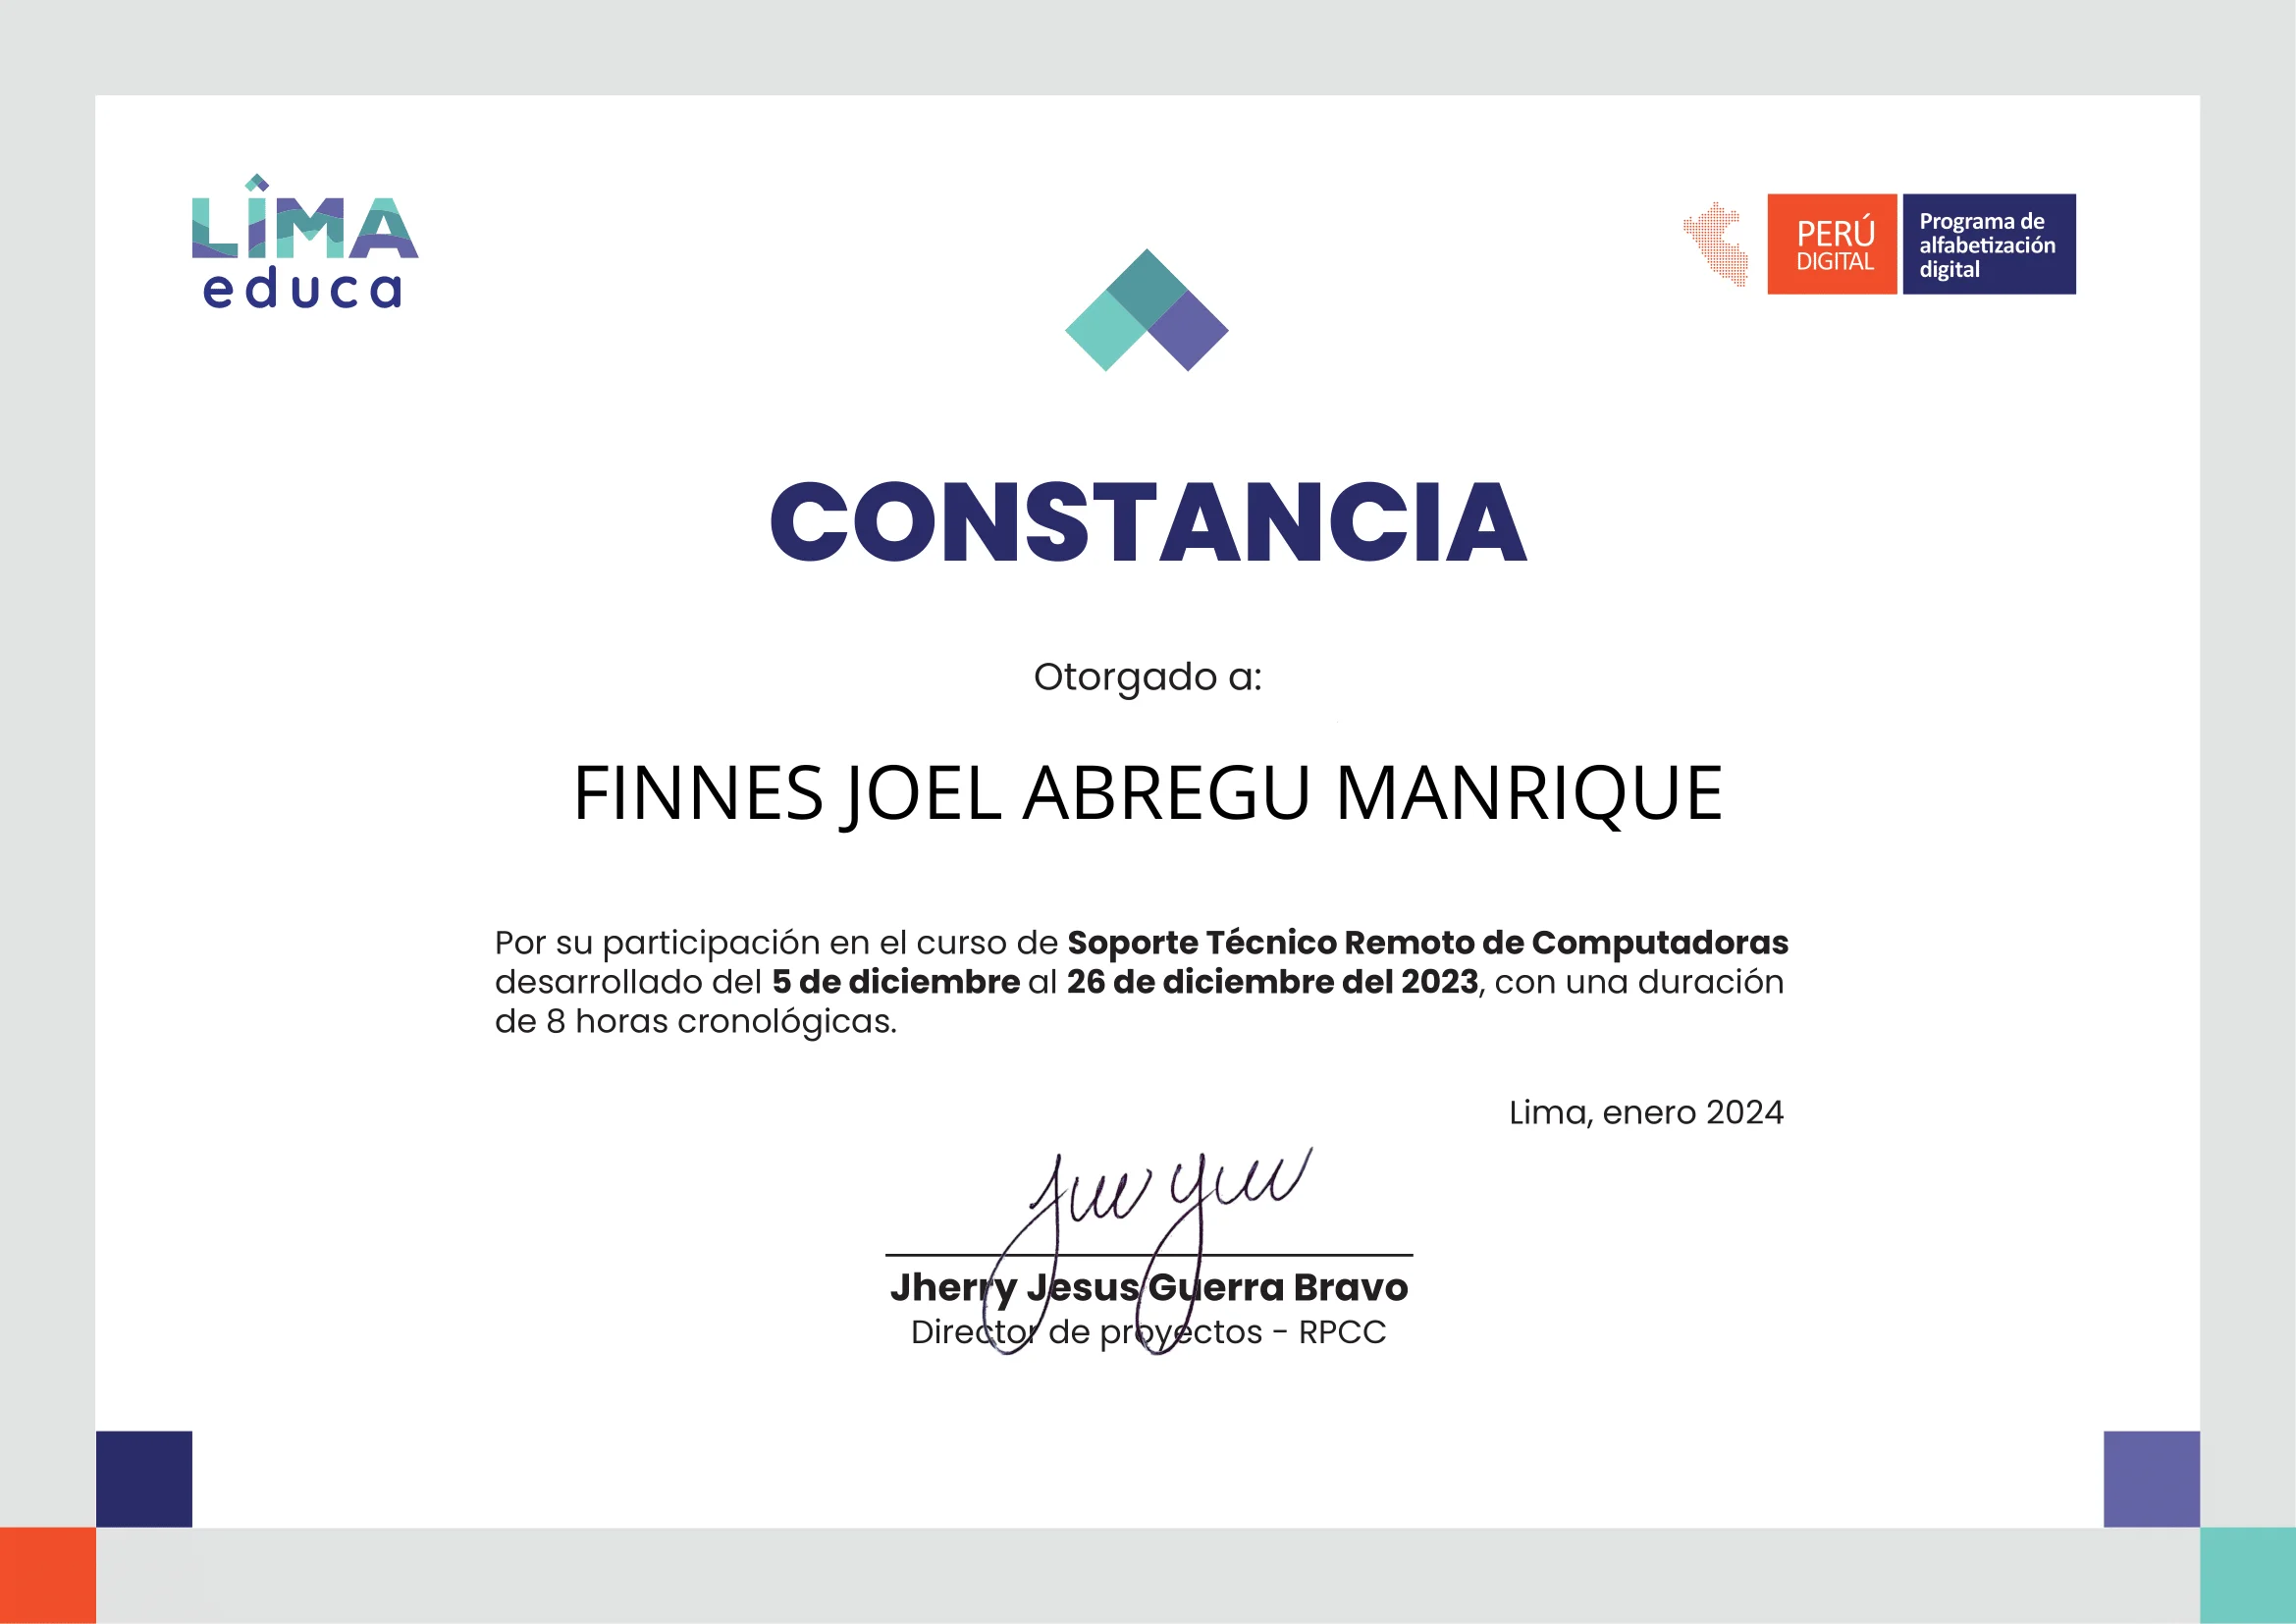 LIMA
educa
PERÚ
DIGITAL
Programa de
alfabetización
digital
CONSTANCIA
Otorgado a:
FINNES JOEL ABREGU MANRIQUE
Por su participación en el curso de Soporte Técnico Remoto de Computadoras
desarrollado del 5 de diciembre al 26 de diciembre del 2023, con una duración
de 8 horas cronológicas.
Lima, enero 2024
Jherry Jesus Guerra Bravo
Director de proyectos - RPCC